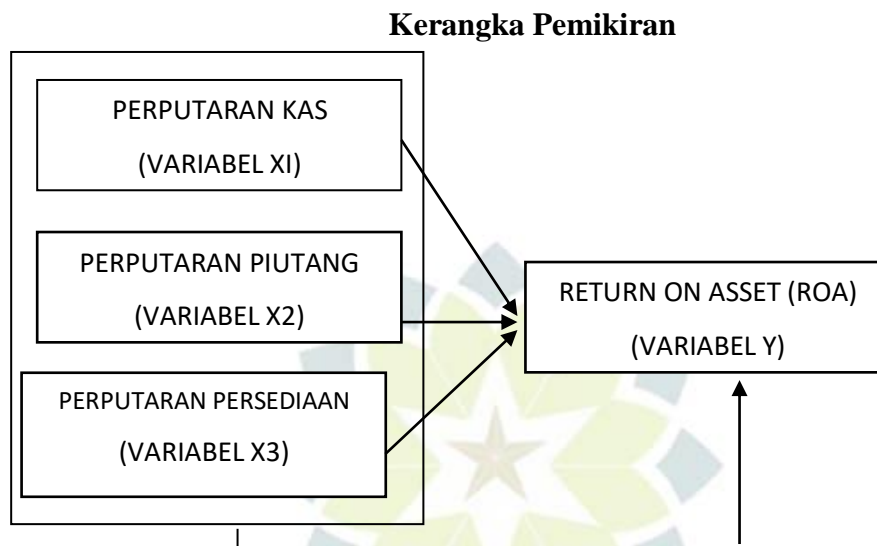 Kerangka Pemikiran
PERPUTARAN KAS
(VARIABEL XI)
PERPUTARAN PIUTANG
(VARIABEL X2)
PERPUTARAN PERSEDIAAN
(VARIABEL X3)
RETURN ON ASSET (ROA)
(VARIABEL Y)